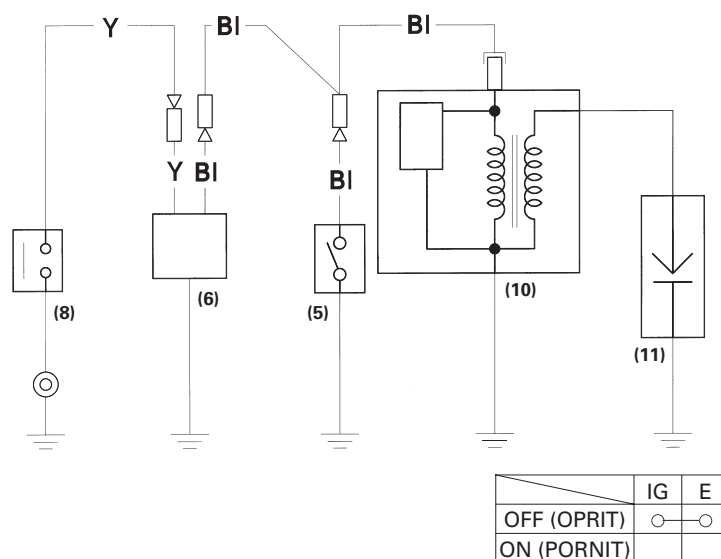 Y Bl Bl
Y Bl Bl
(8) (6) (5) (10)
(11)
IG E
OFF (OPRIT)
ON (PORNIT)